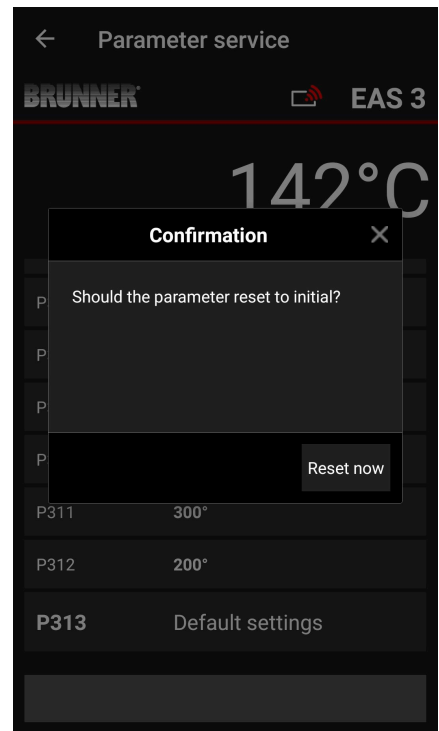 Parameter service
BRUNNER
EAS 3
142°C
Confirmation
Should the parameter reset to initial?
P
P
P
P
Reset now
P311 300°
P312 200°
P313 Default settings